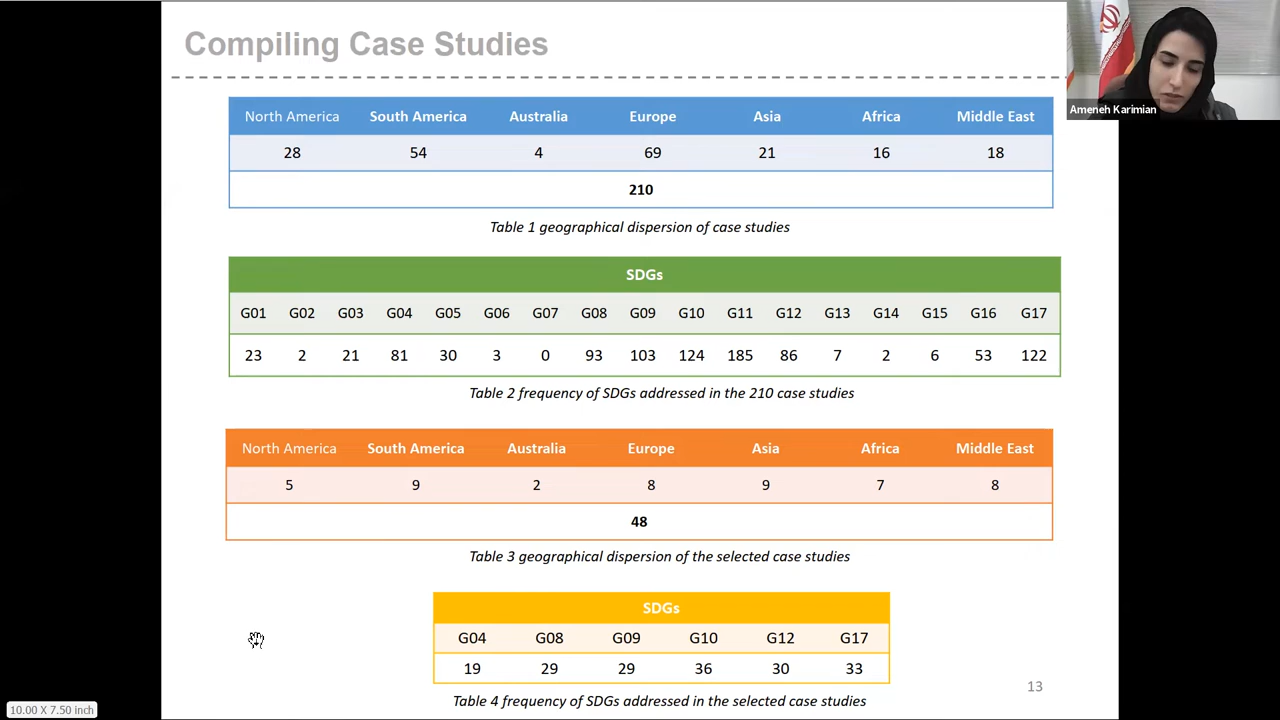 Compiling Case Studies
Ameneh Karimian
North America South America Australia Europe Asia Africa Middle East
28 54 4 69 21 16 18
210
Table 1 geographical dispersion of case studies
SDGs
G01 G02 G03 G04 G05 G06 G07 G08 G09 G10 G11 G12 G13 G14 G15 G16 G17
23 2 21 81 30 3 0 93 103 124 185 86 7 2 6 53 122
Table 2 frequency of SDGs addressed in the 210 case studies
North America South America Australia Europe Asia Africa Middle East
5 9 2 8 9 7 8
48
Table 3 geographical dispersion of the selected case studies
SDGs
G04 G08 G09 G10 G12 G17
19 29 29 36 30 33
Table 4 frequency of SDGs addressed in the selected case studies
13
10.00 X 7.50 inch